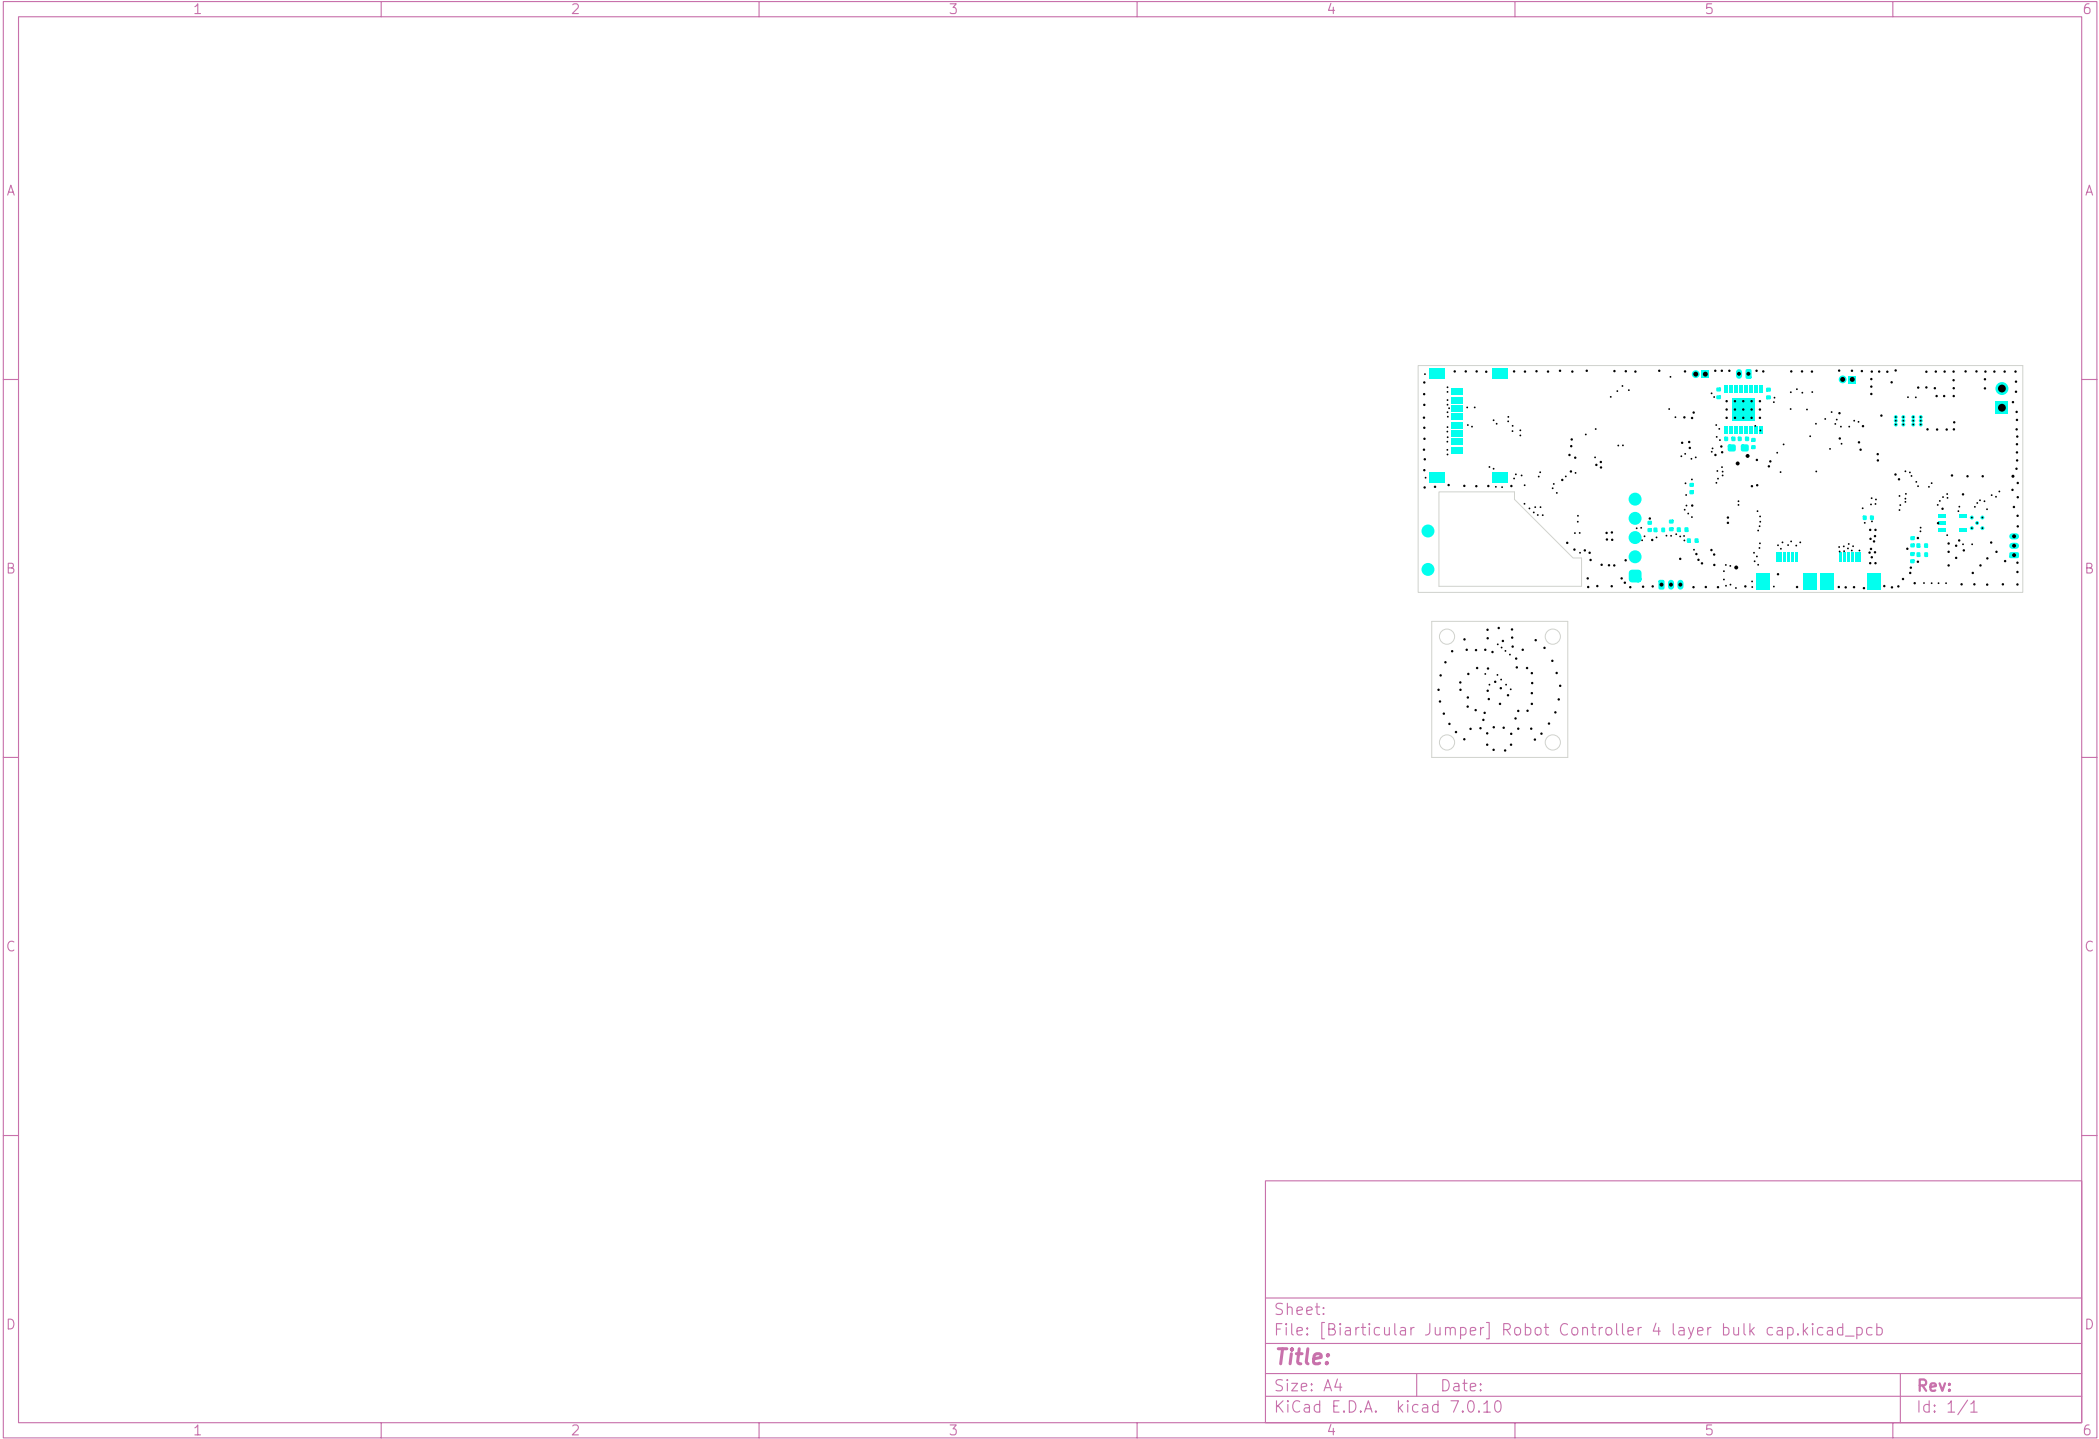 1 2 3 4 5 6
A A
B B
C C
D D
Sheet:
File: [Biarticular Jumper] Robot Controller 4 layer bulk cap.kicad_pcb
Title:
Size: A4 Date: Rev:
KiCad E.D.A. kicad 7.0.10 Id: 1/1
1 2 3 4 5 6